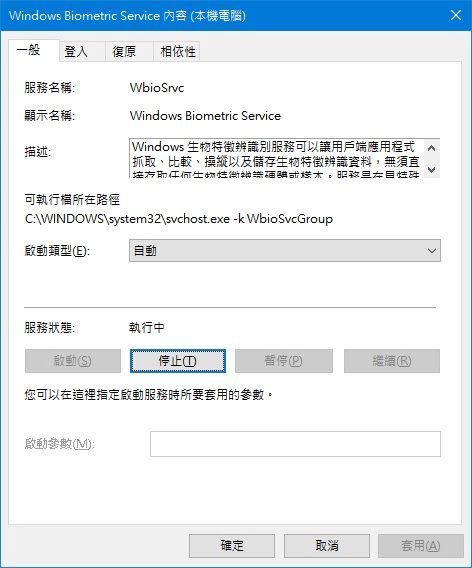 Windows Biometric Service 內容 (本機電腦)
一般 登入 復原 相依性
服務名稱: WbioSrvc
顯示名稱: Windows Biometric Service
描述: Windows 生物特徵辨識別服務可以讓用戶端應用程式
抓取、比較、操縱以及儲存生物特徵辨識資料，無須直
接存取任何生物特徵辨識硬體或樣本。服務是在具特殊
可執行檔所在路徑
C:\WINDOWS\system32\svchost.exe -k WbioSvcGroup
啟動類型(E): 自動
服務狀態: 執行中
啟動(S) 停止(T) 暫停(P) 繼續(R)
您可以在這裡指定啟動服務時所要套用的參數。
啟動參數(M):
確定 取消 套用(A)